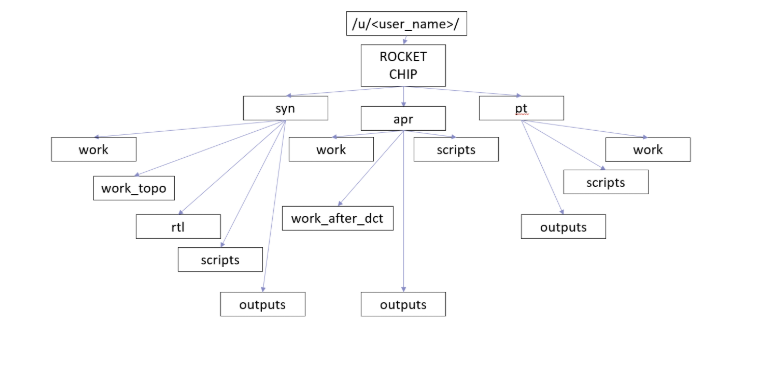 /u/<user_name>/
ROCKET
CHIP
syn
apr
pt
work
work
scripts
work
work_topo
scripts
rtl
work_after_dct
outputs
scripts
outputs
outputs